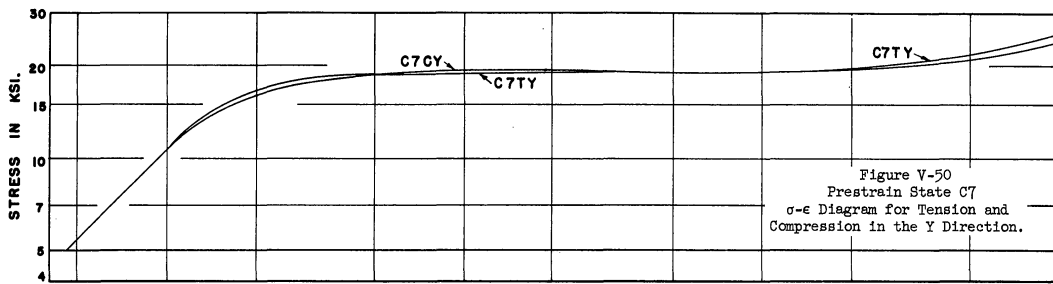 30
20
15
10
7
5
4
STRESS IN KSI.
C7CY
C7TY
C7TY
Figure V-50
Prestrain State C7
σ-ε Diagram for Tension and
Compression in the Y Direction.